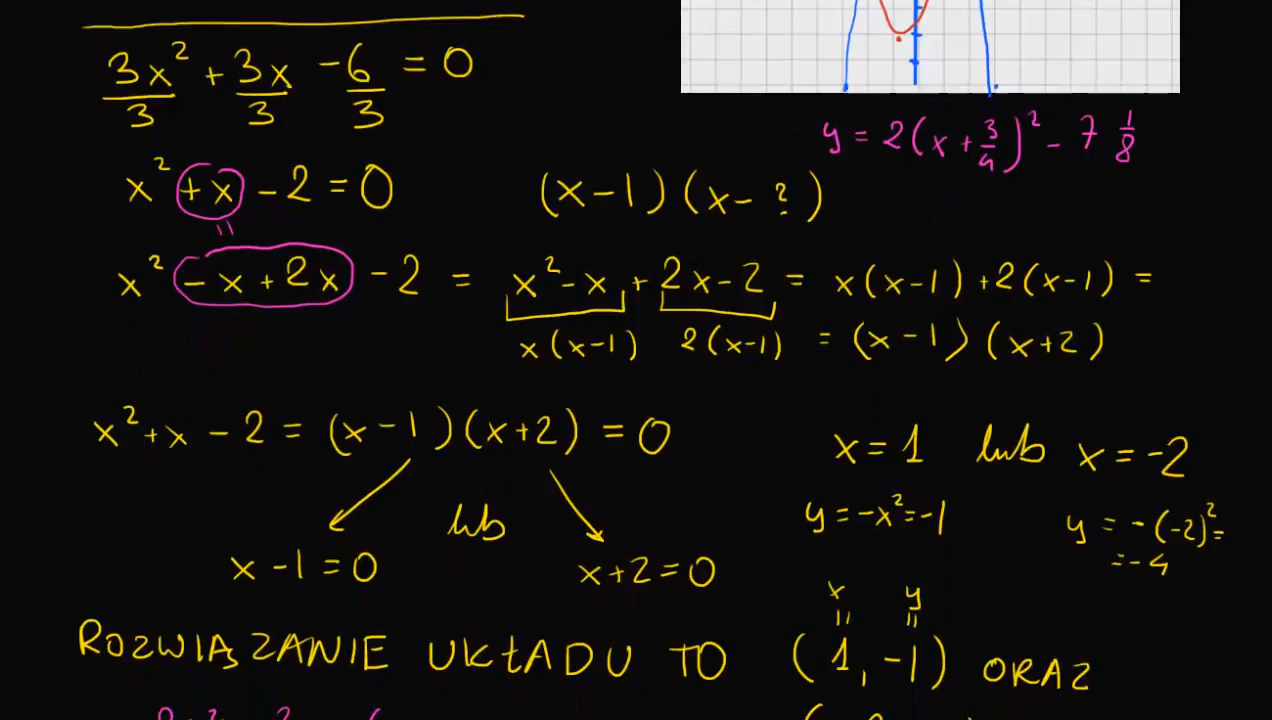 3x²/3 + 3x/3 - 6/3 = 0
y = 2(x + 3/4)² - 7 1/8
x² + x - 2 = 0
(x - 1)(x - ?)
x² - x + 2x - 2 = x² - x + 2x - 2 = x(x - 1) + 2(x - 1) =
x(x - 1) 2(x - 1) = (x - 1)(x + 2)
x² + x - 2 = (x - 1)(x + 2) = 0
x = 1 lub x = -2
y = -x² = -1
y = -(-2)² =
= -4
lub
x - 1 = 0
x + 2 = 0
x y
ROZWIĄZANIE UKŁADU TO (1, -1) ORAZ